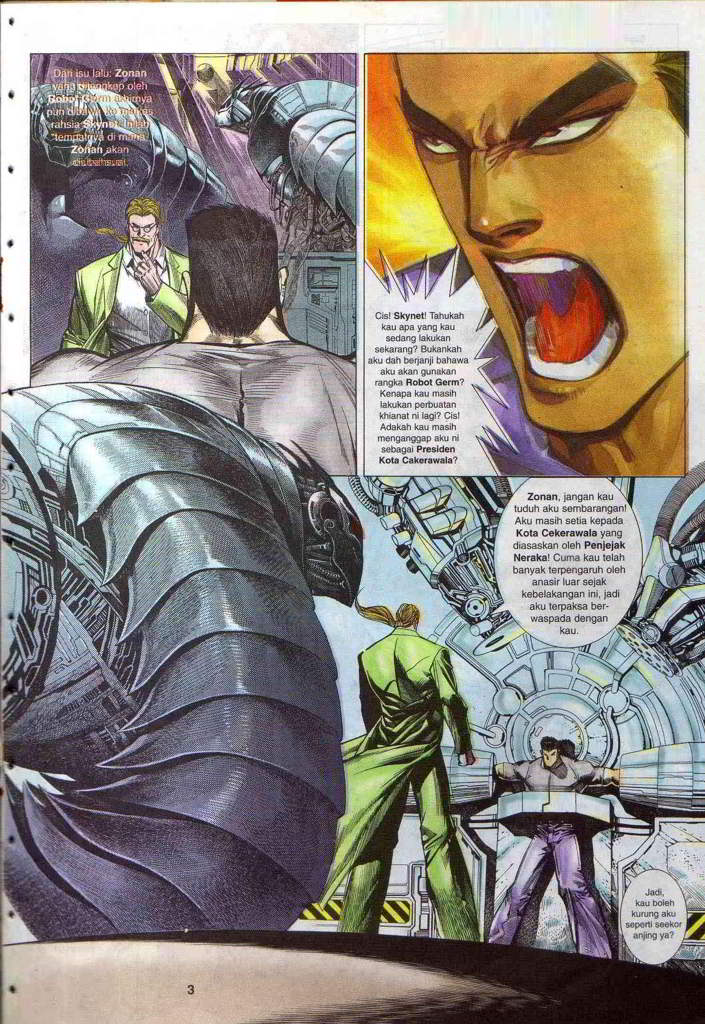 Dari isu lalu: Zonan
yang ditangkap oleh
Robot Germ akhirnya
pun dibawa ke markas
rahsia Skynet. Inilah
tempatnya di mana
Zonan akan
Cis! Skynet! Tahukah
kau apa yang kau
sedang lakukan
sekarang? Bukankah
aku dah berjanji bahawa
aku akan gunakan
rangka Robot Germ?
Kenapa kau masih
lakukan perbuatan
khianat ni lagi? Cis!
Adakah kau masih
menganggap aku ni
sebagai Presiden
Kota Cakerawala?
Zonan, jangan kau
tuduh aku sembarangan!
Aku masih setia kepada
Kota Cekerawala yang
diasaskan oleh Penjejak
Neraka! Cuma kau telah
banyak terpengaruh oleh
anasir luar sejak
kebelakangan ini, jadi
aku terpaksa ber-
waspada dengan
kau.
Jadi,
kau boleh
kurung aku
seperti seekor
anjing ya?
3